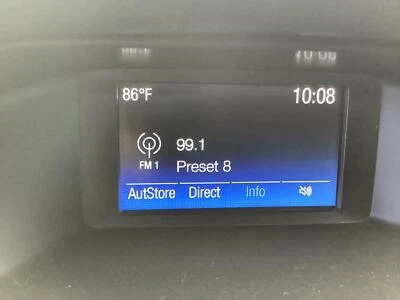 86°F 10:08
99.1
FM 1 Preset 8
AutStore Direct Info